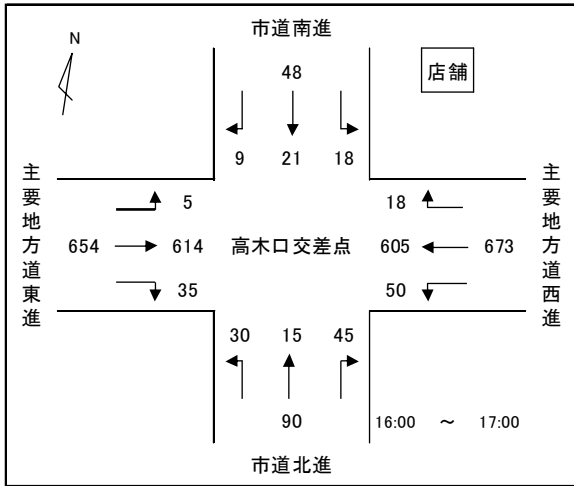 市道南進
N
48
店舗
9 21 18
主要地方道東進
5
18
主要地方道西進
654 614 高木口交差点 605 673
35
50
30 15 45
90
16:00 ～ 17:00
市道北進